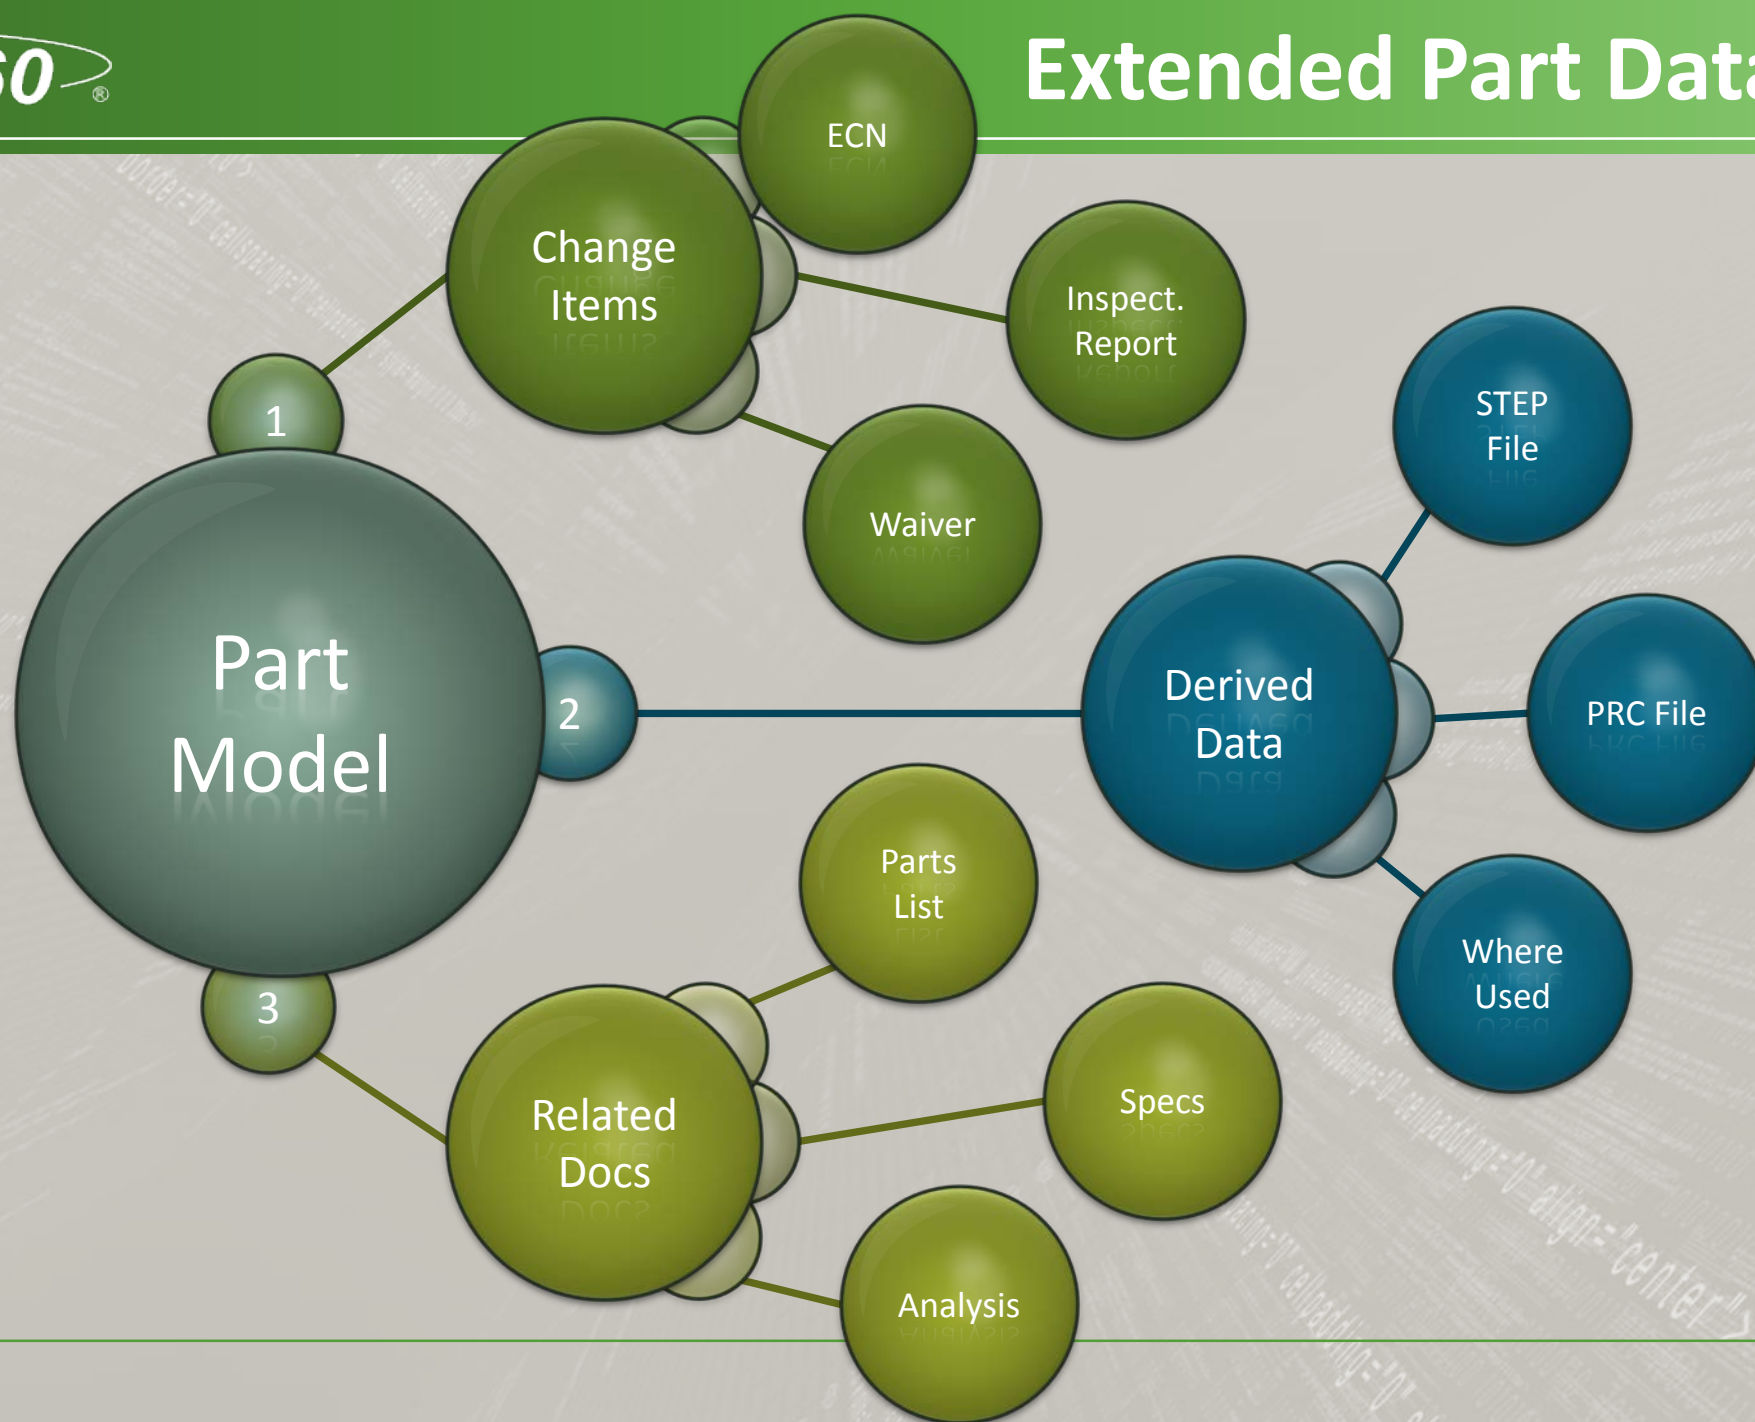 60®
Extended Part Data
ECN
Change
Items
Inspect.
Report
Waiver
1
Part
Model
2
3
Derived
Data
STEP
File
PRC File
Where
Used
Related
Docs
Parts
List
Specs
Analysis